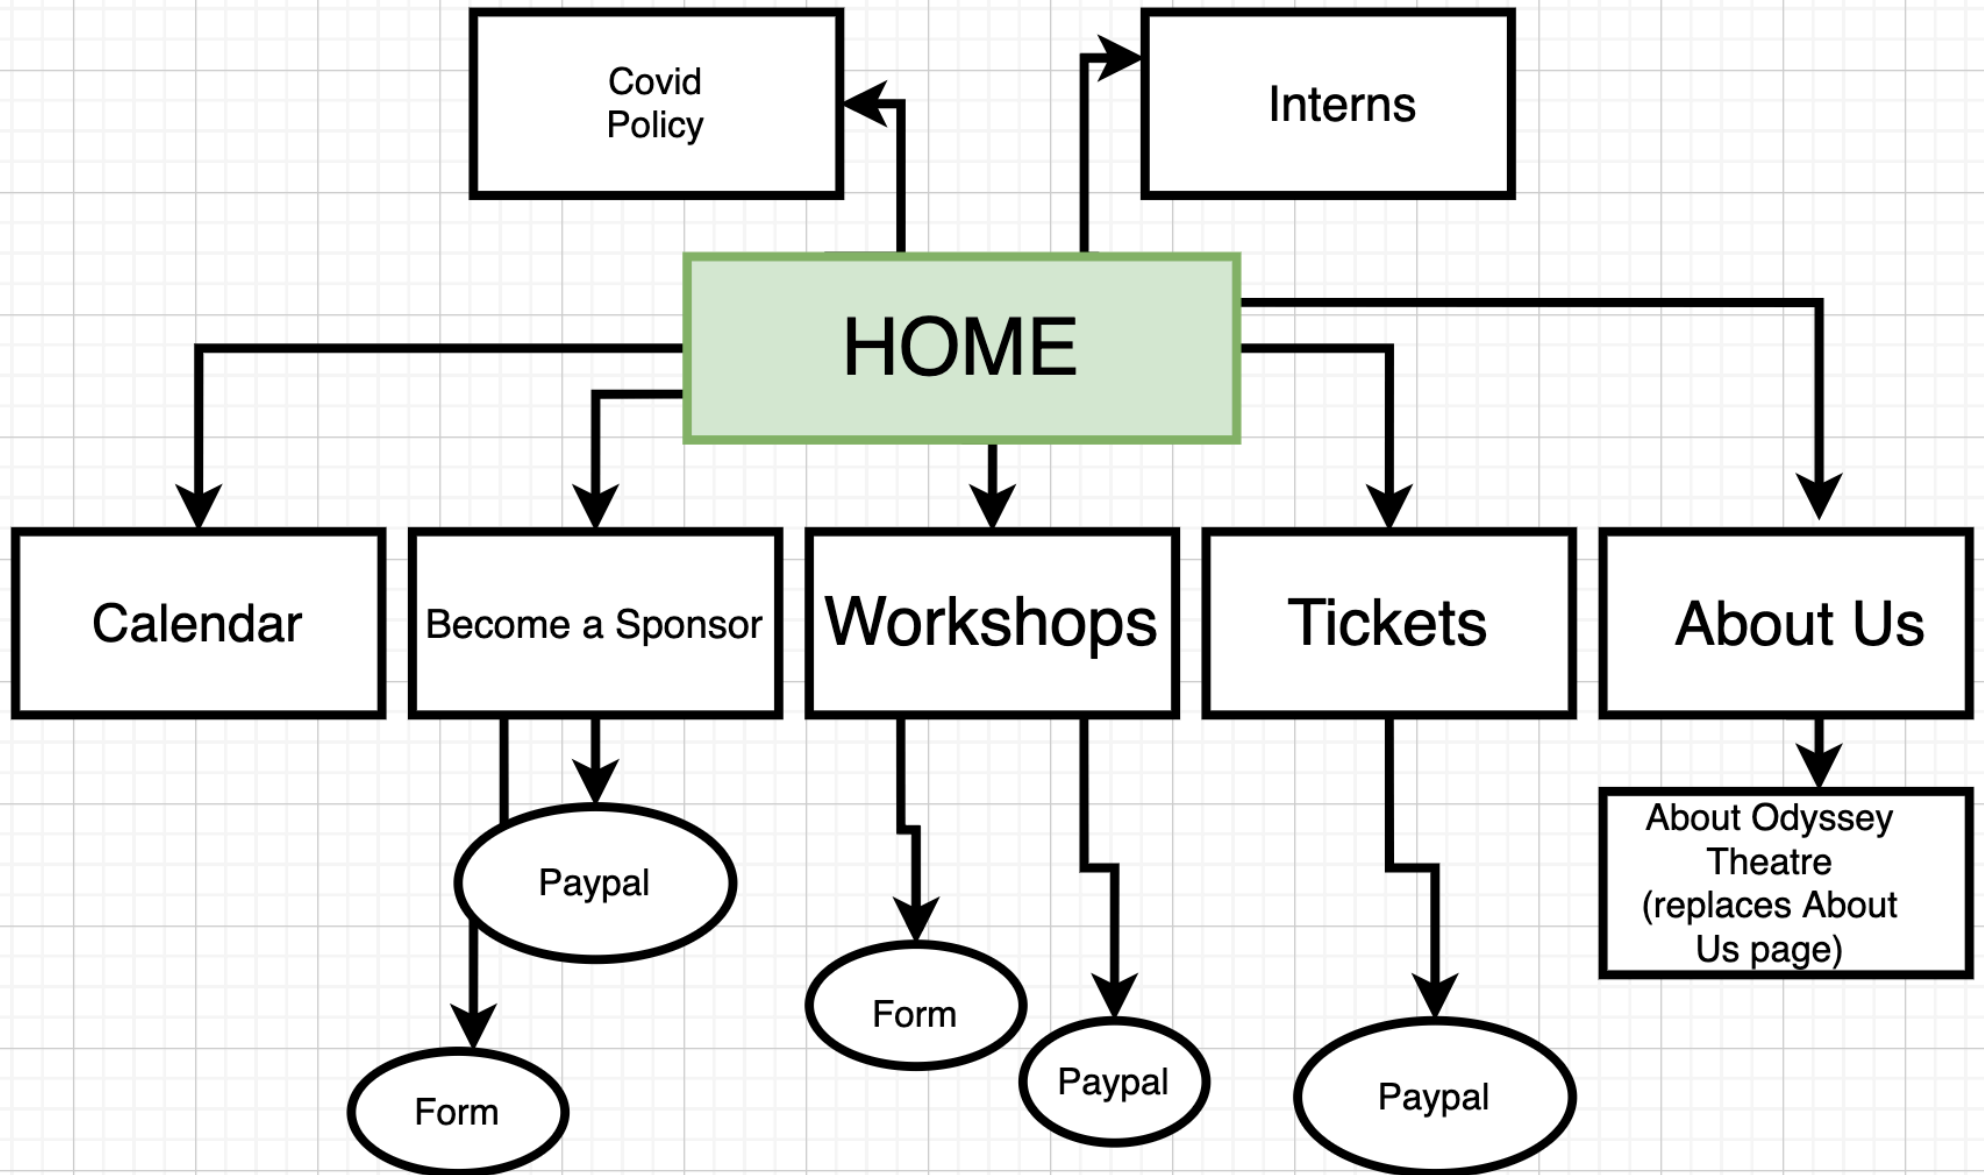 Covid
Policy
Interns
HOME
Calendar
Become a Sponsor
Workshops
Tickets
About Us
Paypal
Form
Form
Paypal
Paypal
About Odyssey
Theatre
(replaces About
Us page)